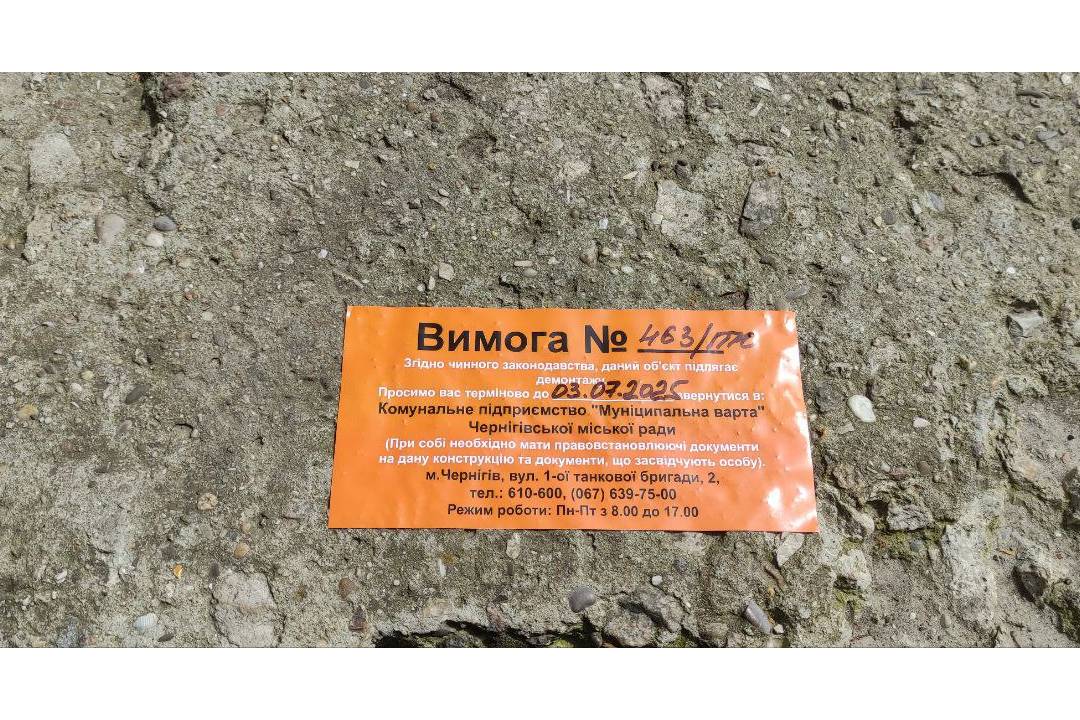 Вимога № 463/ПТС
Згідно чинного законодавства, даний об'єкт підлягає
демонтажу
Просимо вас терміново до 03.07.2025 звернутися в:
Комунальне підприємство "Муніципальна варта"
Чернігівської міської ради
(При собі необхідно мати правовстановлюючі документи
на дану конструкцію та документи, що засвідчують особу).
м.Чернігів, вул. 1-ої танкової бригади, 2,
тел.: 610-600, (067) 639-75-00
Режим роботи: Пн-Пт з 8.00 до 17.00